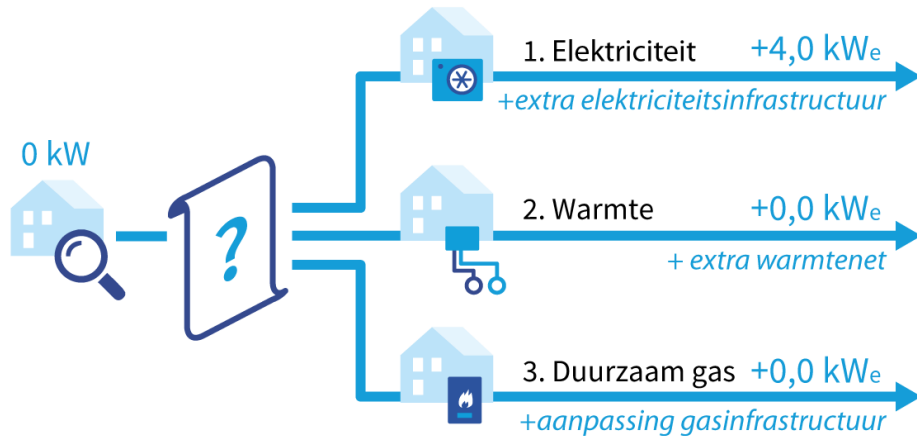 0 kW
?
1. Elektriciteit +4,0 kWe
+extra elektriciteitsinfrastructuur
2. Warmte +0,0 kWe
+ extra warmtenet
3. Duurzaam gas +0,0 kWe
+aanpassing gasinfrastructuur